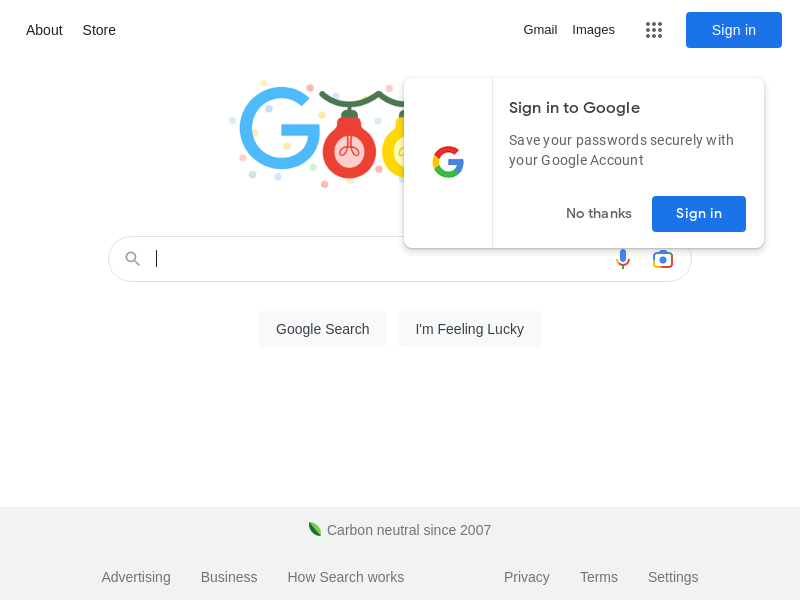 About Store Gmail Images Sign in
Sign in to Google
Save your passwords securely with
your Google Account
No thanks Sign in
Google Search I'm Feeling Lucky
Carbon neutral since 2007
Advertising Business How Search works Privacy Terms Settings